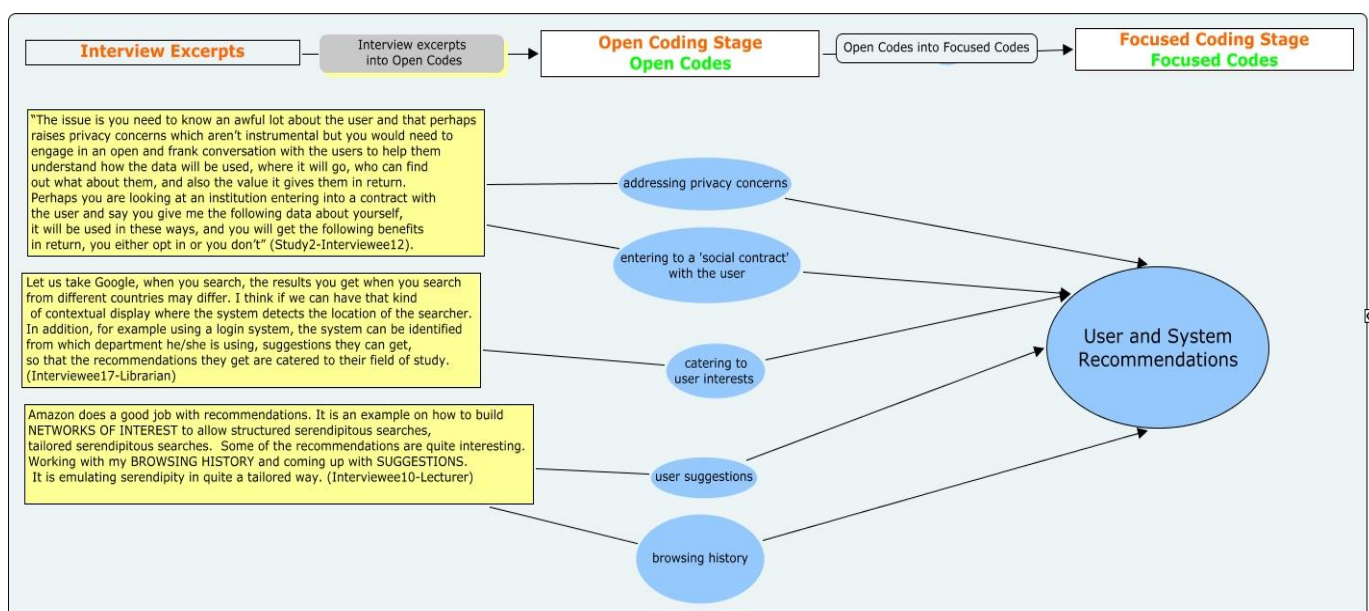 Interview Excerpts
Interview excerpts
into Open Codes
Open Coding Stage
Open Codes
Open Codes into Focused Codes
Focused Coding Stage
Focused Codes
“The issue is you need to know an awful lot about the user and that perhaps
raises privacy concerns which aren’t instrumental but you would need to
engage in an open and frank conversation with the users to help them
understand how the data will be used, where it will go, who can find
out what about them, and also the value it gives them in return.
Perhaps you are looking at an institution entering into a contract with
the user and say you give me the following data about yourself,
it will be used in these ways, and you will get the following benefits
in return, you either opt in or you don’t” (Study2-Interviewee12).
addressing privacy concerns
entering to a 'social contract'
with the user
Let us take Google, when you search, the results you get when you search
from different countries may differ. I think if we can have that kind
of contextual display where the system detects the location of the searcher.
In addition, for example using a login system, the system can be identified
from which department he/she is using, suggestions they can get,
so that the recommendations they get are catered to their field of study.
(Interviewee17-Librarian)
catering to
user interests
User and System
Recommendations
Amazon does a good job with recommendations. It is an example on how to build
NETWORKS OF INTEREST to allow structured serendipitous searches,
tailored serendipitous searches. Some of the recommendations are quite interesting.
Working with my BROWSING HISTORY and coming up with SUGGESTIONS.
It is emulating serendipity in quite a tailored way. (Interviewee10-Lecturer)
user suggestions
browsing history